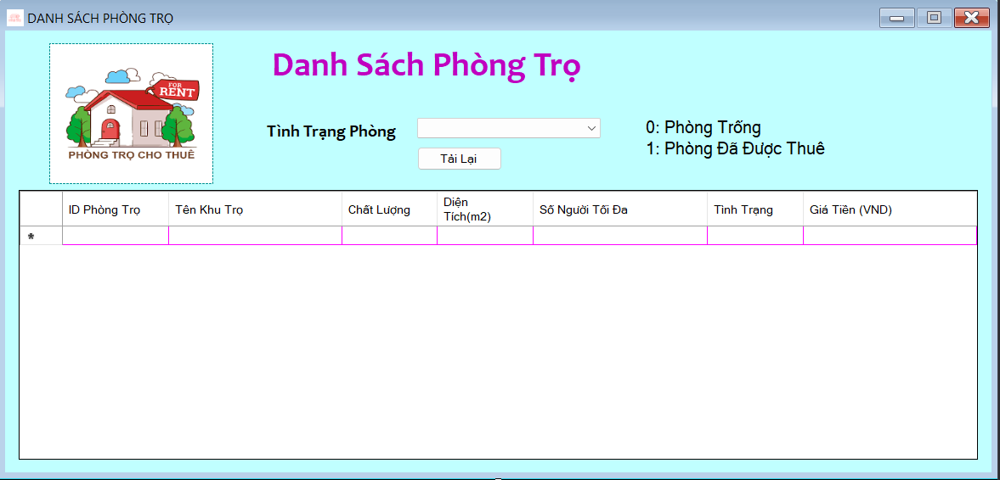 DANH SÁCH PHÒNG TRỌ
Danh Sách Phòng Trọ
FOR
RENT
PHÒNG TRỌ CHO THUÊ
Tình Trạng Phòng
Tải Lại
0: Phòng Trống
1: Phòng Đã Được Thuê
ID Phòng Trọ
Tên Khu Trọ
Chất Lượng
Diện
Tích(m2)
Số Người Tối Đa
Tình Trạng
Giá Tiền (VND)
*